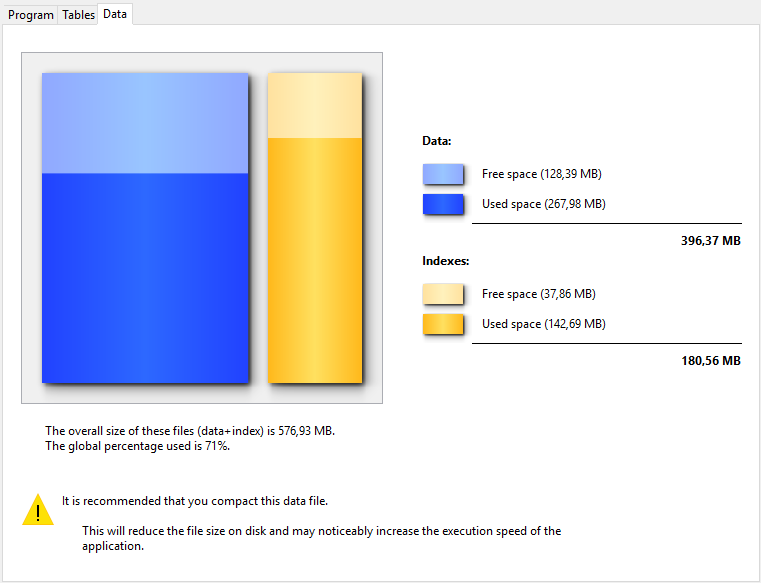 Program Tables Data
Data:
Free space (128,39 MB)
Used space (267,98 MB)
396,37 MB
Indexes:
Free space (37,86 MB)
Used space (142,69 MB)
180,56 MB
The overall size of these files (data+index) is 576,93 MB.
The global percentage used is 71%.
It is recommended that you compact this data file.
This will reduce the file size on disk and may noticeably increase the execution speed of the
application.